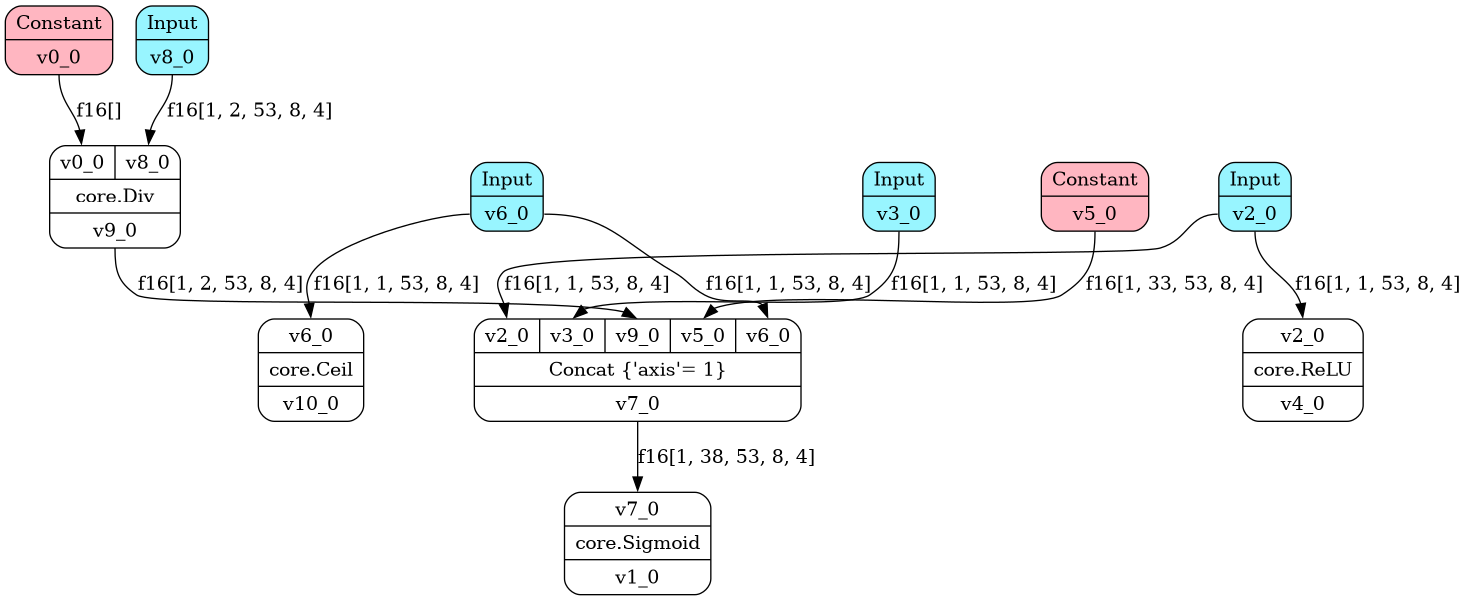 Constant
v0_0
Input
v8_0
f16[]
f16[1, 2, 53, 8, 4]
v0_0
v8_0
core.Div
v9_0
Input
v6_0
Input
v3_0
Constant
v5_0
Input
v2_0
f16[1, 2, 53, 8, 4]
f16[1, 1, 53, 8, 4]
f16[1, 1, 53, 8, 4]
f16[1, 1, 53, 8, 4]
f16[1, 1, 53, 8, 4]
f16[1, 33, 53, 8, 4]
f16[1, 1, 53, 8, 4]
v6_0
core.Ceil
v10_0
v2_0
v3_0
v9_0
v5_0
v6_0
Concat {'axis'= 1}
v7_0
v2_0
core.ReLU
v4_0
f16[1, 38, 53, 8, 4]
v7_0
core.Sigmoid
v1_0